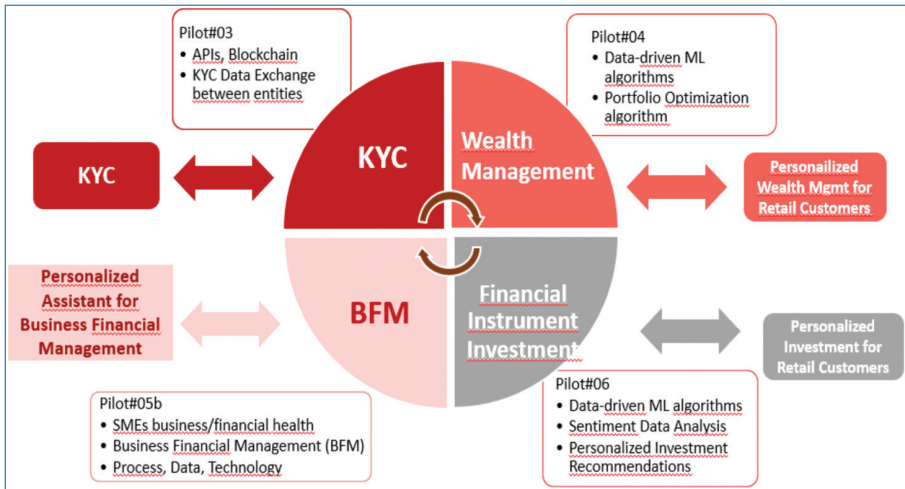 Pilot#03
• APIs, Blockchain
• KYC Data Exchange
between entities
Pilot#04
• Data-driven ML
algorithms
• Portfolio Optimization
algorithm
KYC
KYC
Wealth
Management
Personailized
Wealth Mgmt for
Retail Customers
Personalized
Assistant for
Business Financial
Management
BFM
Financial
Instrument
Investment
Personalized
Investment for
Retail Customers
Pilot#05b
• SMEs business/financial health
• Business Financial Management (BFM)
• Process, Data, Technology
Pilot#06
• Data-driven ML algorithms
• Sentiment Data Analysis
• Personalized Investment
Recommendations